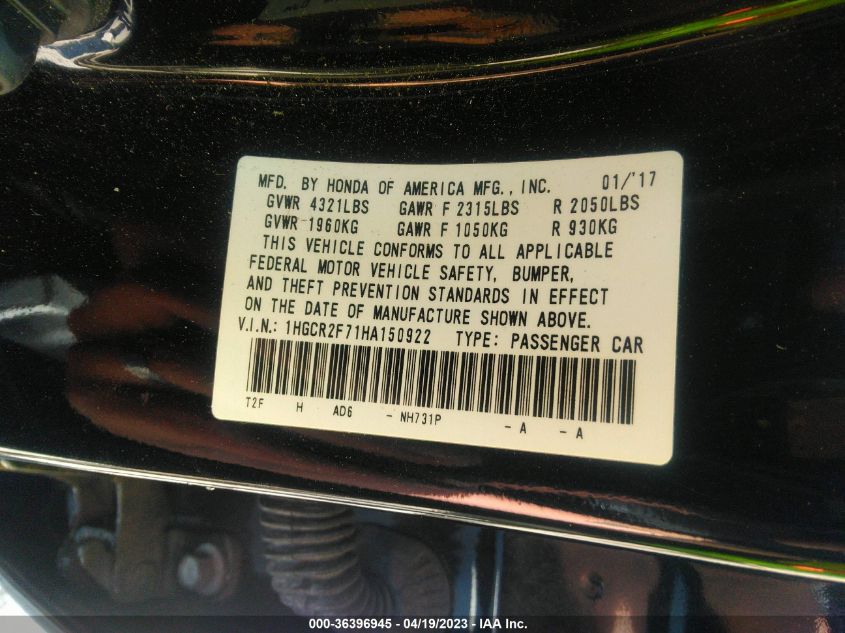 MFD. BY HONDA OF AMERICA MFG., INC. 01/'17
GVWR 4321LBS GAWR F 2315LBS R 2050LBS
GVWR 1960KG GAWR F 1050KG R 930KG
THIS VEHICLE CONFORMS TO ALL APPLICABLE
FEDERAL MOTOR VEHICLE SAFETY, BUMPER,
AND THEFT PREVENTION STANDARDS IN EFFECT
ON THE DATE OF MANUFACTURE SHOWN ABOVE.
V.I.N.: 1HGCR2F71HA150922 TYPE: PASSENGER CAR
T2F H AD6 - NH731P - A - A
000-36396945 - 04/19/2023 - IAA Inc.